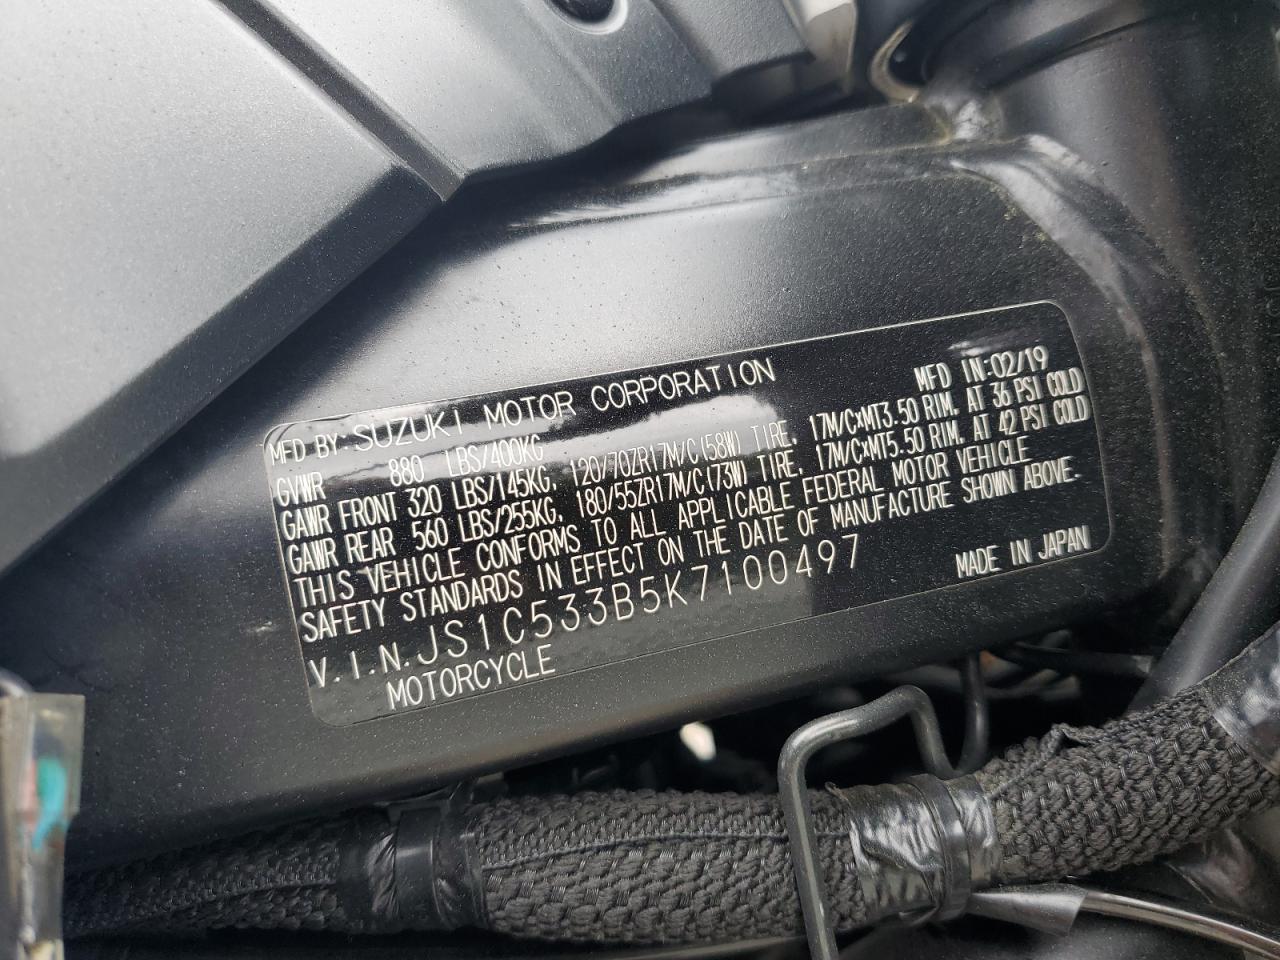 MFD BY: SUZUKI MOTOR CORPORATION MFD IN:02/19
GVWR 880 LBS/400KG
GAWR FRONT 320 LBS/145KG, 120/70ZR17M/C(58W) TIRE, 17M/CxMT3.50 RIM, AT 36 PSI COLD
GAWR REAR 560 LBS/255KG, 180/55ZR17M/C(73W) TIRE, 17M/CxMT5.50 RIM, AT 42 PSI COLD
THIS VEHICLE CONFORMS TO ALL APPLICABLE FEDERAL MOTOR VEHICLE
SAFETY STANDARDS IN EFFECT ON THE DATE OF MANUFACTURE SHOWN ABOVE.
V.I.N. JS1C533B5K7100497 MADE IN JAPAN
MOTORCYCLE